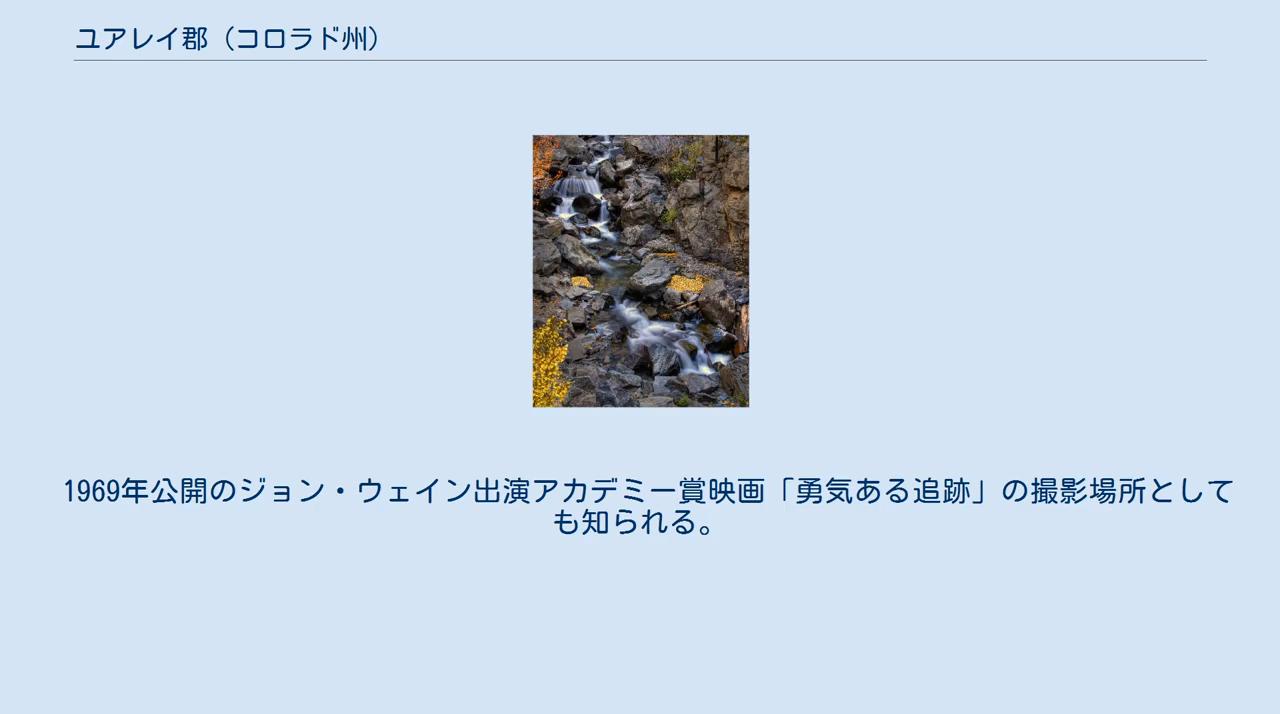 ユアレイ郡（コロラド州）
1969年公開のジョン・ウェイン出演アカデミー賞映画「勇気ある追跡」の撮影場所として
も知られる。